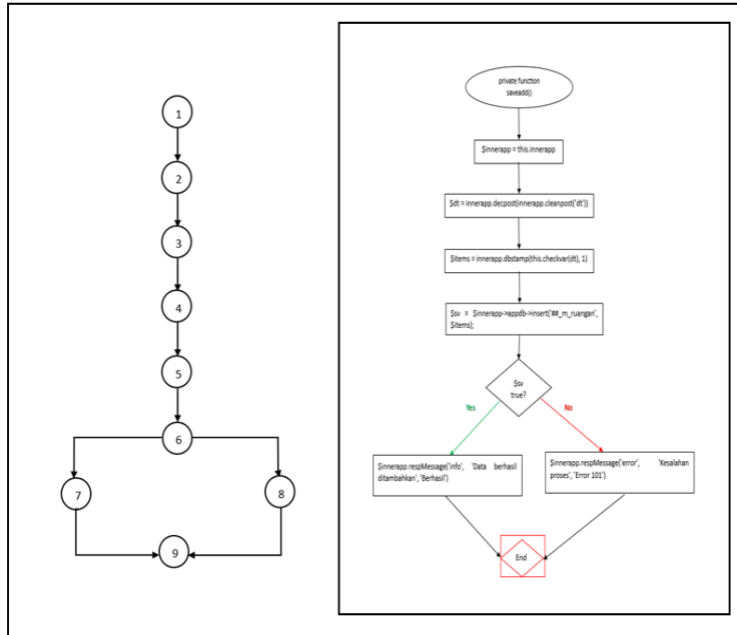 1
2
3
4
5
6
7
8
9
private function
saveadd()
$innerapp = this.innerapp
$dt = innerapp.decpost(innerapp.cleanpost('dt'))
$items = innerapp.dbstamp(this.checkvar(dt), 1)
$sv = $innerapp->appdb->insert('##_m_ruangan',
$items);
$sv
true?
Yes
No
$innerapp.respMessage('info', 'Data berhasil
ditambahkan', 'Berhasil')
$innerapp.respMessage('error', 'Kesalahan
proses', 'Error 101')
End